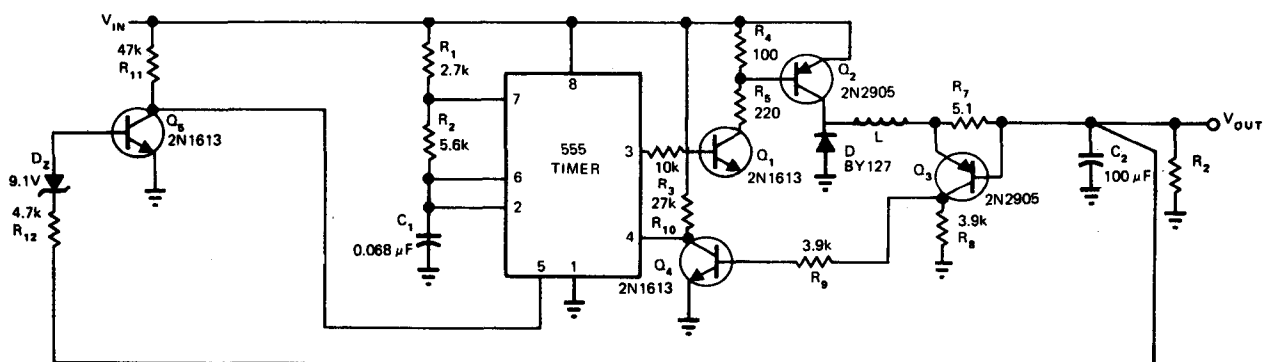 V_IN
47k
R11
R1
2.7k
R4
100
Q2
2N2905
8
7
R5
220
R7
5.1
Q5
2N1613
R2
5.6k
555
TIMER
3
10k
R3
Q1
2N1613
L
D
BY127
V_OUT
DZ
9.1V
6
2
Q3
2N2905
C2
100 μF
R2
4.7k
R12
C1
0.068 μF
27k
R10
4
3.9k
R8
5
1
Q4
2N1613
3.9k
R9